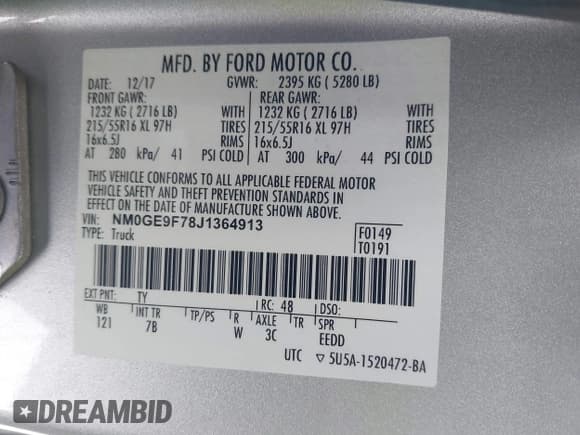 MFD. BY FORD MOTOR CO.
DATE: 12/17 GVWR: 2395 KG ( 5280 LB)
FRONT GAWR: REAR GAWR:
1232 KG ( 2716 LB) WITH 1232 KG ( 2716 LB) WITH
215/55R16 XL 97H TIRES 215/55R16 XL 97H TIRES
16x6.5J RIMS 16x6.5J RIMS
AT 280 kPa/ 41 PSI COLD AT 300 kPa/ 44 PSI COLD
THIS VEHICLE CONFORMS TO ALL APPLICABLE FEDERAL MOTOR
VEHICLE SAFETY AND THEFT PREVENTION STANDARDS IN
EFFECT ON THE DATE OF MANUFACTURE SHOWN ABOVE.
VIN: NM0GE9F78J1364913
TYPE: Truck
F0149
T0191
EXT PNT: TY RC: 48 DSO:
WB INT TR TP/PS R AXLE TR SPR
121 7B W 3C EEDD
UTC ▽ 5U5A-1520472-BA
DREAMBID